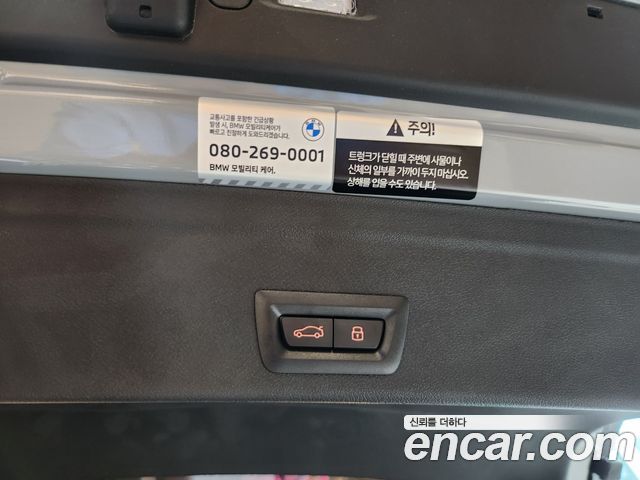 교통사고를 포함한 긴급상황
발생 시, BMW 모빌리티케어가
빠르고 친절하게 도와드리겠습니다.
080-269-0001
BMW 모빌리티 케어.
주의!
트렁크가 닫힐 때 주변에 사물이나
신체의 일부를 가까이 두지 마십시오.
상해를 입을 수도 있습니다.
신뢰를 더하다
encar.com